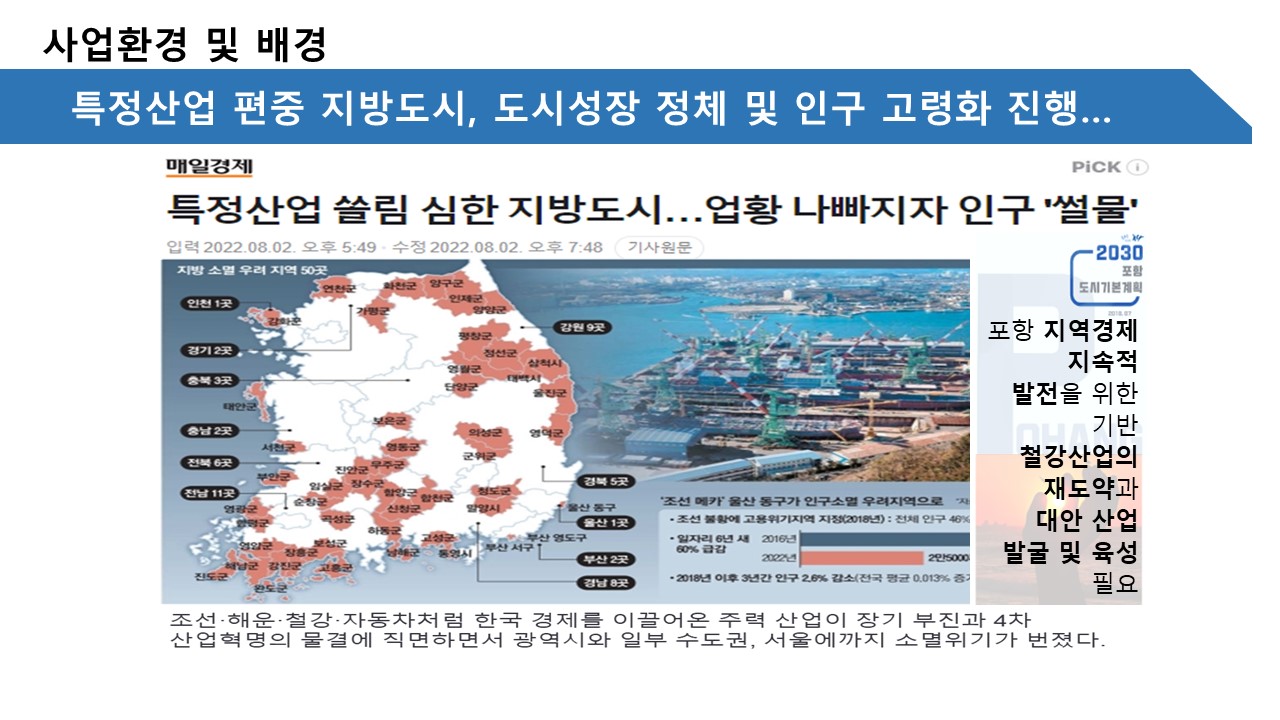 사업환경 및 배경
특정산업 편중 지방도시, 도시성장 정체 및 인구 고령화 진행...
매일경제
PiCK
특정산업 쏠림 심한 지방도시...업황 나빠지자 인구 '썰물'
입력 2022.08.02. 오후 5:49 · 수정 2022.08.02. 오후 7:48 기사원문
지방 소멸 우려 지역 50곳
연천군
화천군
양구군
인천 1곳
인제군
가평군
양양군
강화군
강원 9곳
평창군
경기 2곳
정선군
삼척시
영월군
충북 3곳
태백시
단양군
울진군
태안군
보은군
충남 2곳
의성군
영덕군
서천군
영동군
군위군
전북 6곳
무주군
진안군
부안군
장수군
경북 5곳
임실군
전남 11곳
함양군
청도군
순창군
합천군
영광군
산청군
밀양시
울산 동구
곡성군
함평군
울산 1곳
하동군
고성군
부산 영도구
영암군
보성군
부산 서구
장흥군
남해군
통영시
부산 2곳
해남군
강진군
고흥군
진도군
경남 8곳
완도군
'조선 메카' 울산 동구가 인구소멸 우려지역으로
• 조선 불황에 고용위기지역 지정(2018년) : 전체 인구 46%
• 일자리 6년 새
60% 급감
2016년
2022년
2만5000
• 2018년 이후 3년간 인구 2.6% 감소(전국 평균 0.013% 증가
2030
포항
도시기본계획
2018.07
포항 지역경제
지속적
발전을 위한
기반
철강산업의
재도약과
대안 산업
발굴 및 육성
필요
조선·해운·철강·자동차처럼 한국 경제를 이끌어온 주력 산업이 장기 부진과 4차
산업혁명의 물결에 직면하면서 광역시와 일부 수도권, 서울에까지 소멸위기가 번졌다.